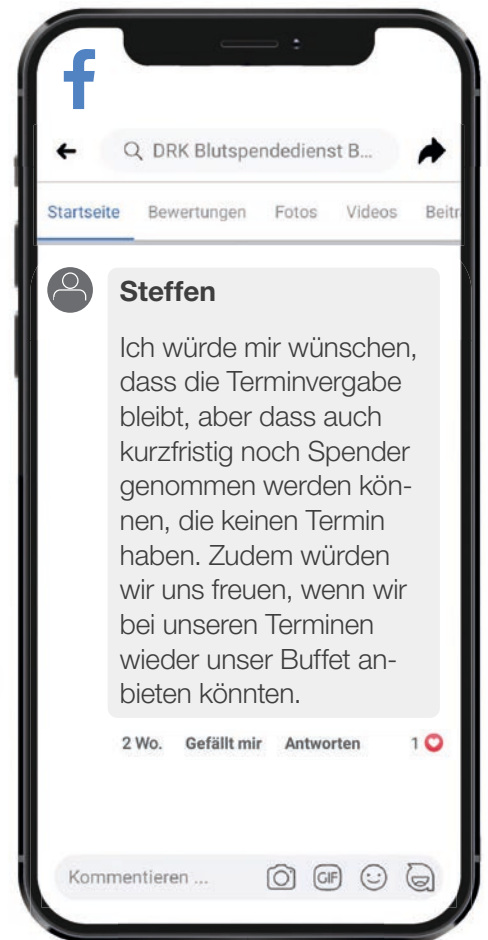 f
DRK Blutspendedienst B...
Startseite Bewertungen Fotos Videos Beitr
Steffen
Ich würde mir wünschen,
dass die Terminvergabe
bleibt, aber dass auch
kurzfristig noch Spender
genommen werden kön-
nen, die keinen Termin
haben. Zudem würden
wir uns freuen, wenn wir
bei unseren Terminen
wieder unser Buffet an-
bieten könnten.
2 Wo. Gefällt mir Antworten 1
Kommentieren ... GIF